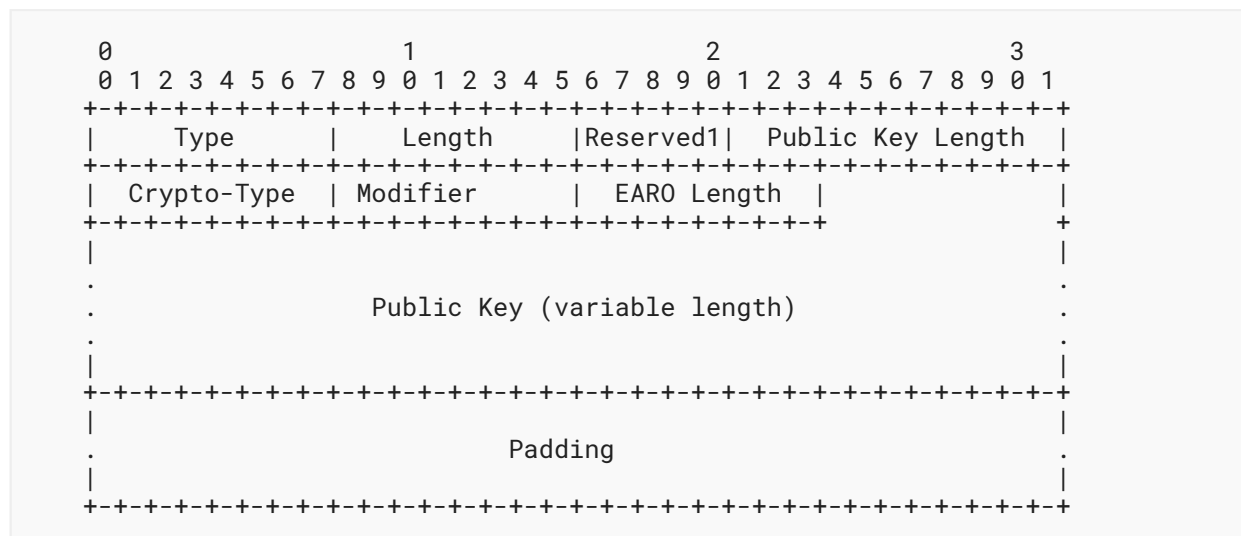 0                   1                   2                   3
0 1 2 3 4 5 6 7 8 9 0 1 2 3 4 5 6 7 8 9 0 1 2 3 4 5 6 7 8 9 0 1
+-+-+-+-+-+-+-+-+-+-+-+-+-+-+-+-+-+-+-+-+-+-+-+-+-+-+-+-+-+-+-+-+
|     Type      |    Length     |Reserved1|  Public Key Length  |
+-+-+-+-+-+-+-+-+-+-+-+-+-+-+-+-+-+-+-+-+-+-+-+-+-+-+-+-+-+-+-+-+
|  Crypto-Type  | Modifier      |  EARO Length  |               |
+-+-+-+-+-+-+-+-+-+-+-+-+-+-+-+-+-+-+-+-+-+-+-+-+               +
|                                                               |
.                                                               .
.                  Public Key (variable length)                 .
.                                                               .
|                                                               |
+-+-+-+-+-+-+-+-+-+-+-+-+-+-+-+-+-+-+-+-+-+-+-+-+-+-+-+-+-+-+-+-+
|                                                               |
.                           Padding                             .
|                                                               |
+-+-+-+-+-+-+-+-+-+-+-+-+-+-+-+-+-+-+-+-+-+-+-+-+-+-+-+-+-+-+-+-+